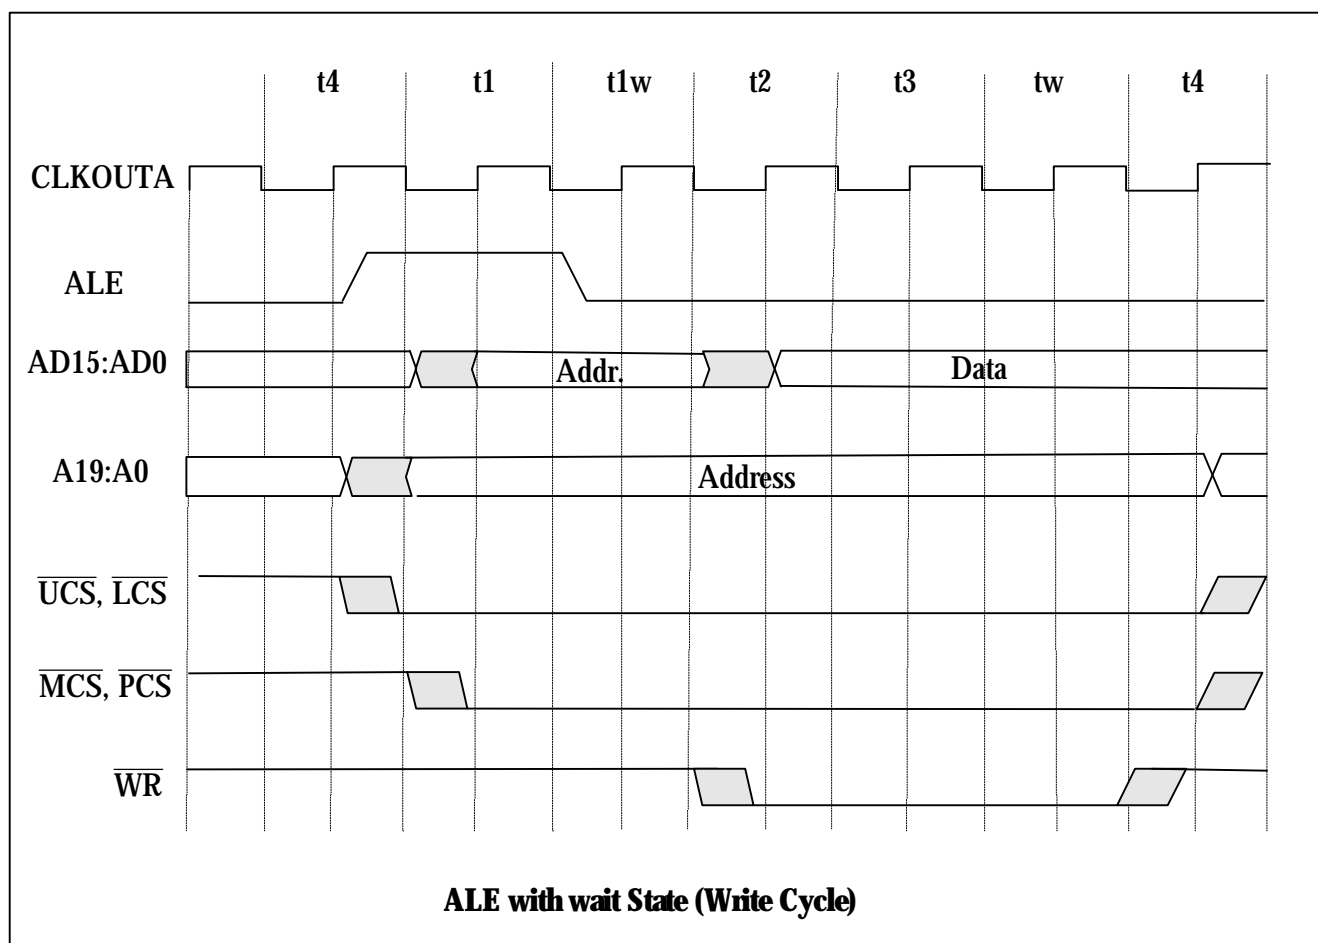 t4 t1 t1w t2 t3 tw t4
CLKOUTA
ALE
AD15:AD0
Addr.
Data
A19:A0
Address
UCS, LCS
MCS, PCS
WR
ALE with wait State (Write Cycle)